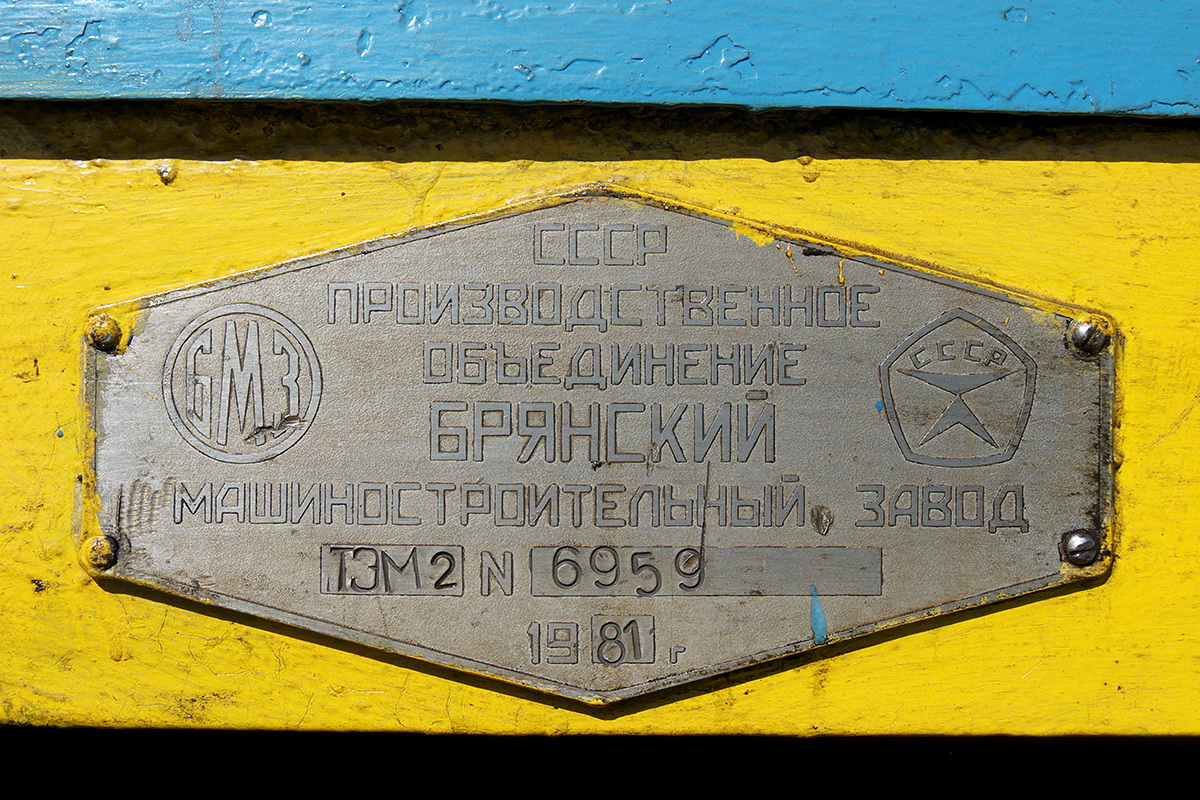 СССР
ПРОИЗВОДСТВЕННОЕ
ОБЪЕДИНЕНИЕ
БМЗ
СССР
БРЯНСКИЙ
МАШИНОСТРОИТЕЛЬНЫЙ ЗАВОД
ТЭМ2 N 6959
1981 г